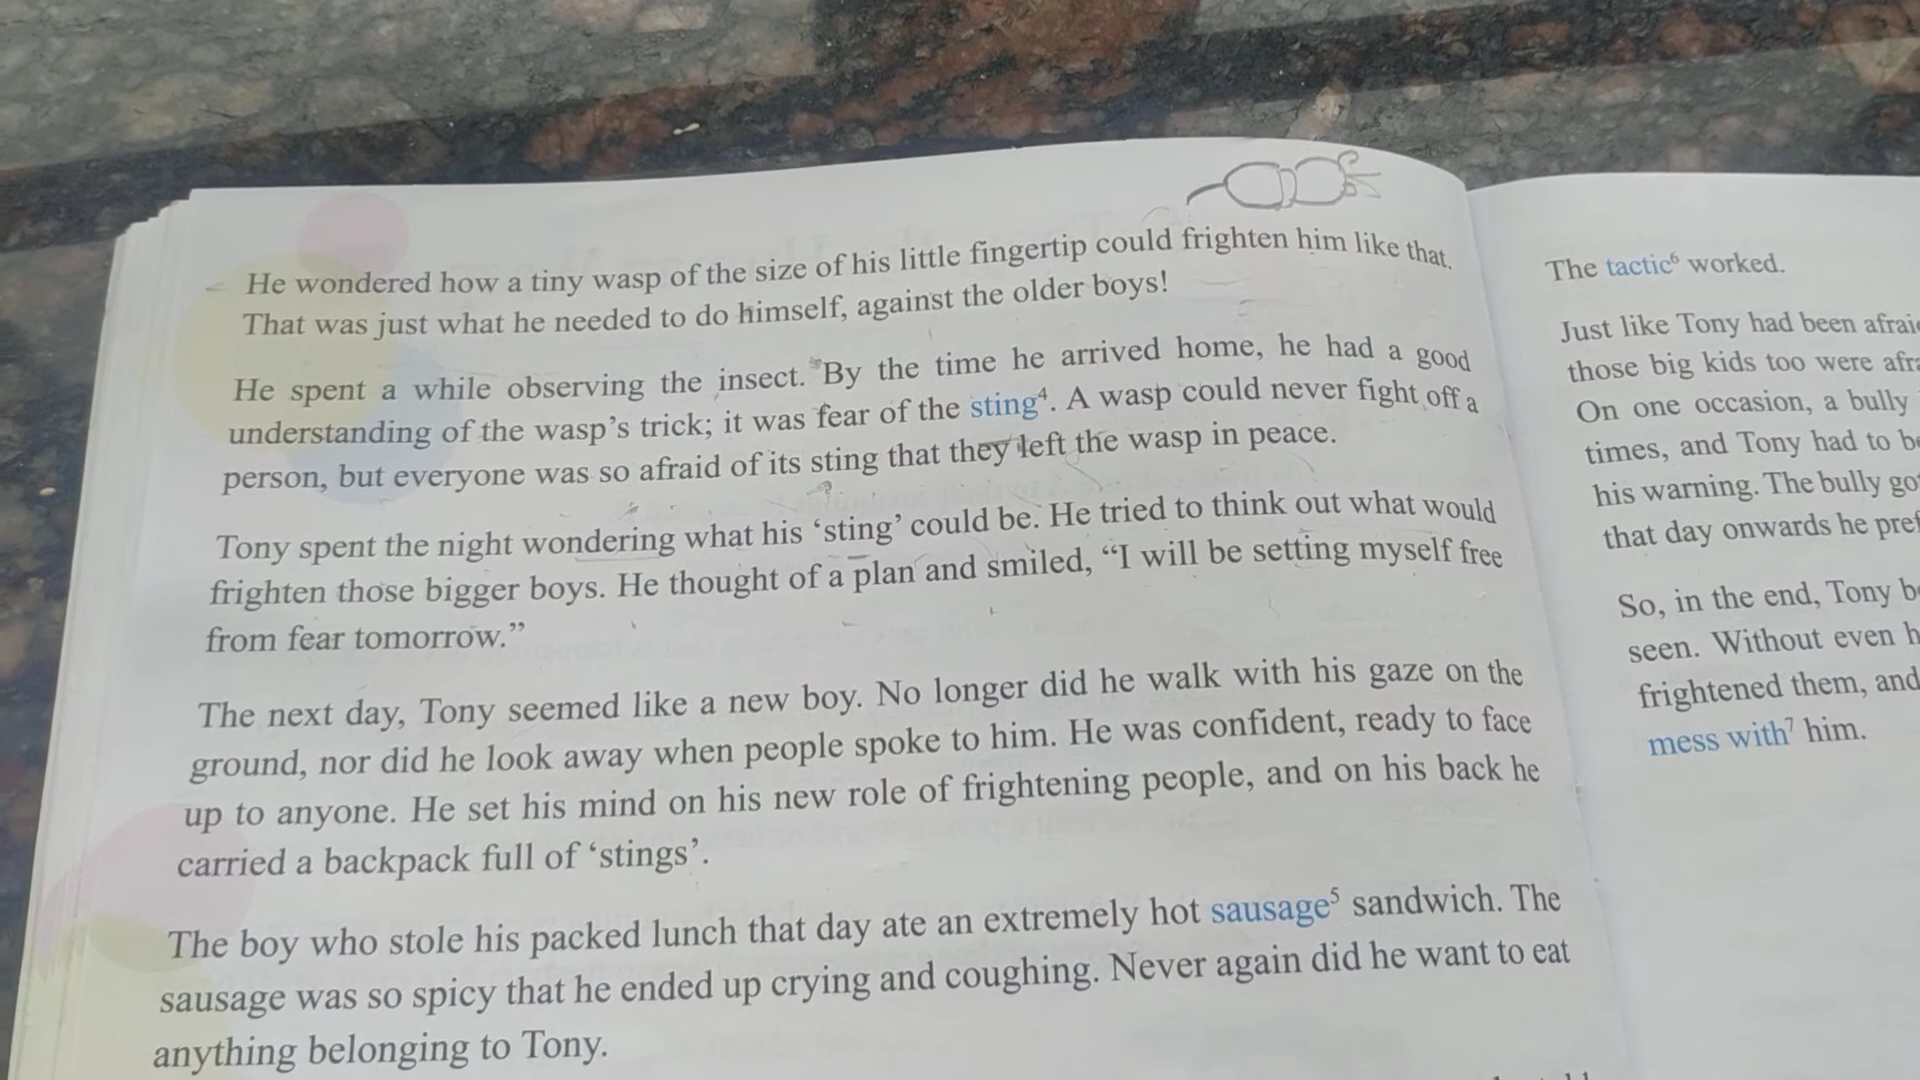 He wondered how a tiny wasp of the size of his little fingertip could frighten him like that.
That was just what he needed to do himself, against the older boys!
He spent a while observing the insect. By the time he arrived home, he had a good
understanding of the wasp's trick; it was fear of the sting⁴. A wasp could never fight off a
person, but everyone was so afraid of its sting that they left the wasp in peace.
Tony spent the night wondering what his ‘sting’ could be. He tried to think out what would
frighten those bigger boys. He thought of a plan and smiled, “I will be setting myself free
from fear tomorrow.”
The next day, Tony seemed like a new boy. No longer did he walk with his gaze on the
ground, nor did he look away when people spoke to him. He was confident, ready to face
up to anyone. He set his mind on his new role of frightening people, and on his back he
carried a backpack full of ‘stings’.
The boy who stole his packed lunch that day ate an extremely hot sausage⁵ sandwich. The
sausage was so spicy that he ended up crying and coughing. Never again did he want to eat
anything belonging to Tony.
The tactic⁶ worked.
Just like Tony had been
those big kids too were
On one occasion, a bully
times, and Tony had to
his warning. The bully
that day onwards he
So, in the end, Tony
seen. Without even
frightened them, and
mess with⁷ him.